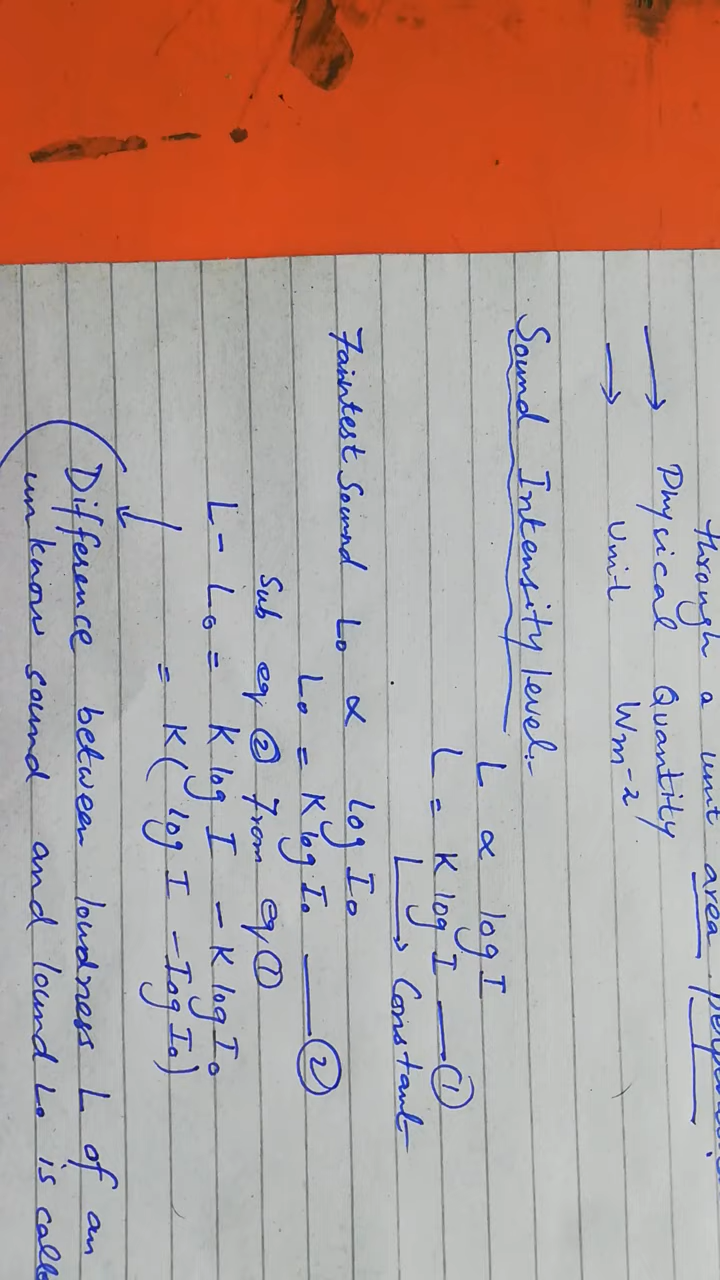 through a unit area
→ Physical Quantity
→ Unit Wm-2
Sound Intensity level:-
L α log I
L = K log I — ①
↳ Constant
Faintest Sound L₀ α log I₀
L₀ = K log I₀ — ②
Sub eq ② from eq ①
L - L₀ = K log I - K log I₀
= K( log I - log I₀)
(Difference between loudness L of an
unknow sound and lound L₀ is call